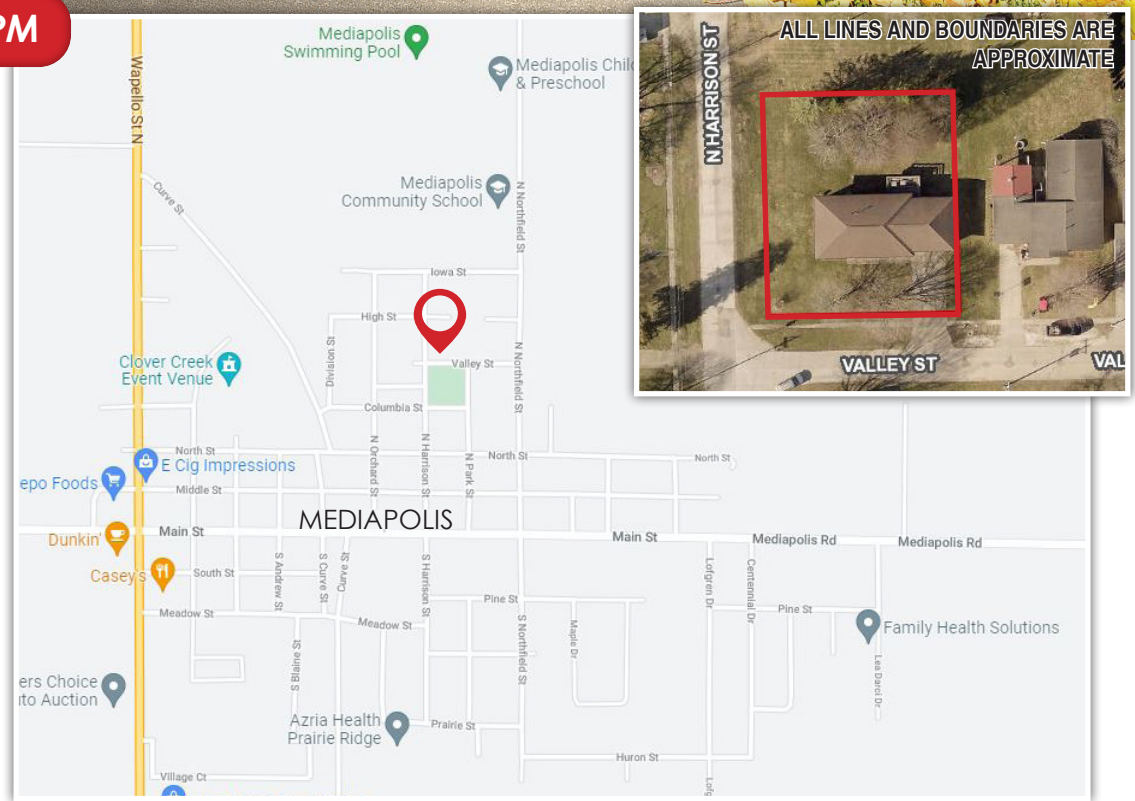 PM
Mediapolis
Swimming Pool
Mediapolis Chil
& Preschool
Wapello St N
Curve St
Mediapolis
Community School
N Northfield St
Iowa St
High St
Division St
Valley St
N Northfield St
Clover Creek
Event Venue
Columbia St
N Orchard St
N Harrison St
N Park St
North St
North St
North St
E Cig Impressions
epo Foods
Middle St
MEDIAPOLIS
Dunkin'
Main St
Main St
Mediapolis Rd
Mediapolis Rd
Casey's
South St
S Andrew St
S Curve St
Curve St
S Harrison St
Lofgren Dr
Centennial Dr
Meadow St
Meadow St
Pine St
Pine St
S Northfield St
Maple Dr
Family Health Solutions
S Blaine St
Lea Darci Dr
ers Choice
to Auction
Azria Health
Prairie Ridge
Prairie St
Huron St
Village Ct
Lofg
ALL LINES AND BOUNDARIES ARE
APPROXIMATE
N HARRISON ST
VALLEY ST
VAL